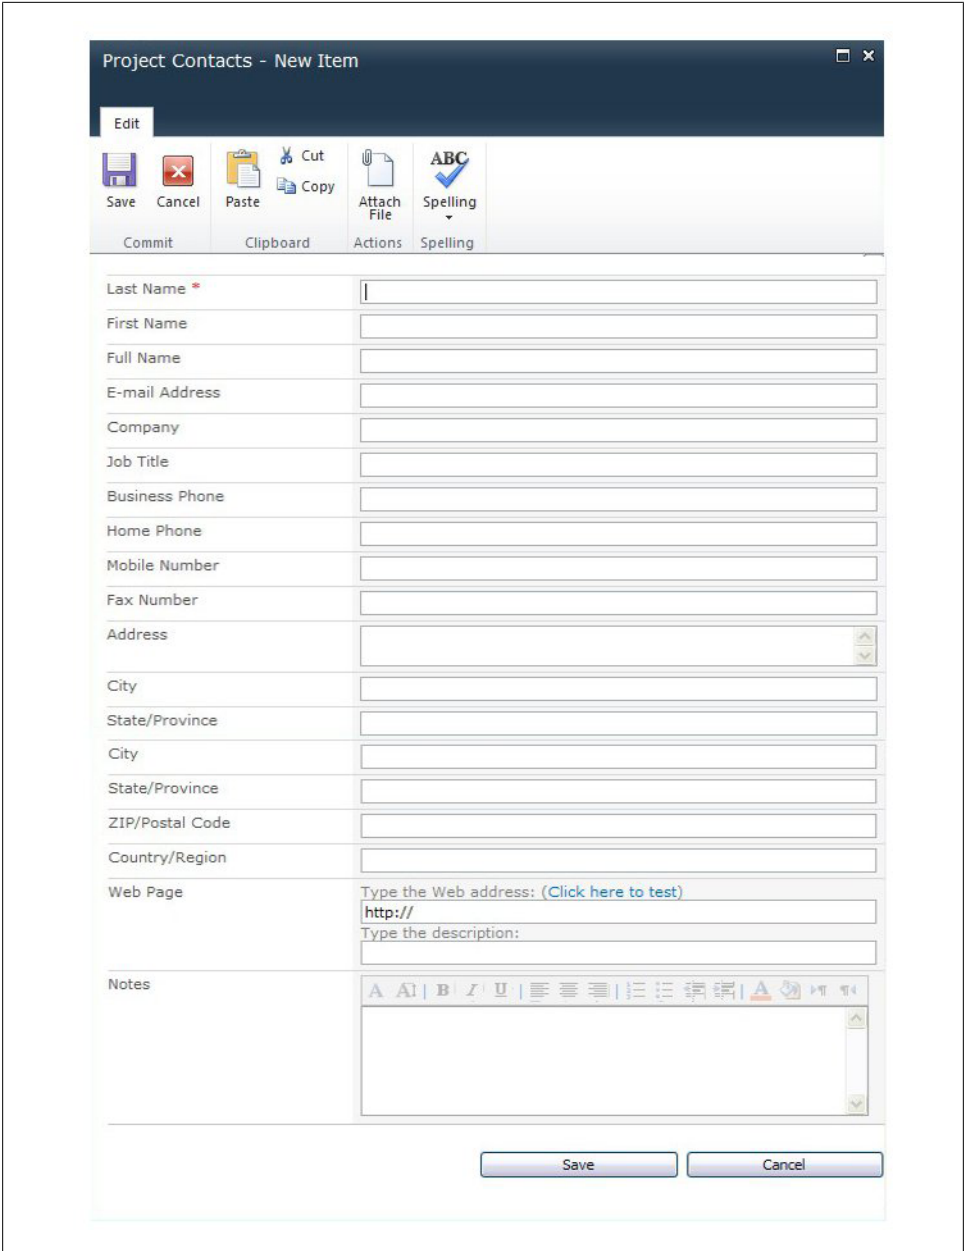 Project Contacts - New Item
Edit
Save
Cancel
Paste
Cut
Copy
Attach
File
ABC
Spelling
Commit
Clipboard
Actions
Spelling
Last Name *
First Name
Full Name
E-mail Address
Company
Job Title
Business Phone
Home Phone
Mobile Number
Fax Number
Address
City
State/Province
City
State/Province
ZIP/Postal Code
Country/Region
Web Page
Type the Web address: (Click here to test)
http://
Type the description:
Notes
A A B I U A
Save
Cancel